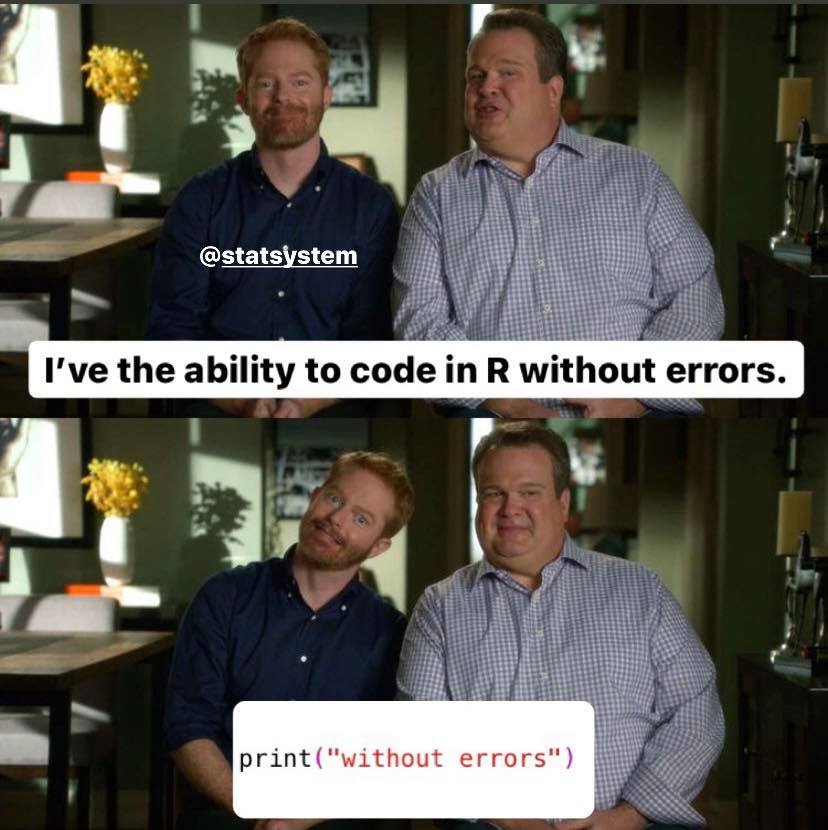 @statsystem
I’ve the ability to code in R without errors.
print("without errors")